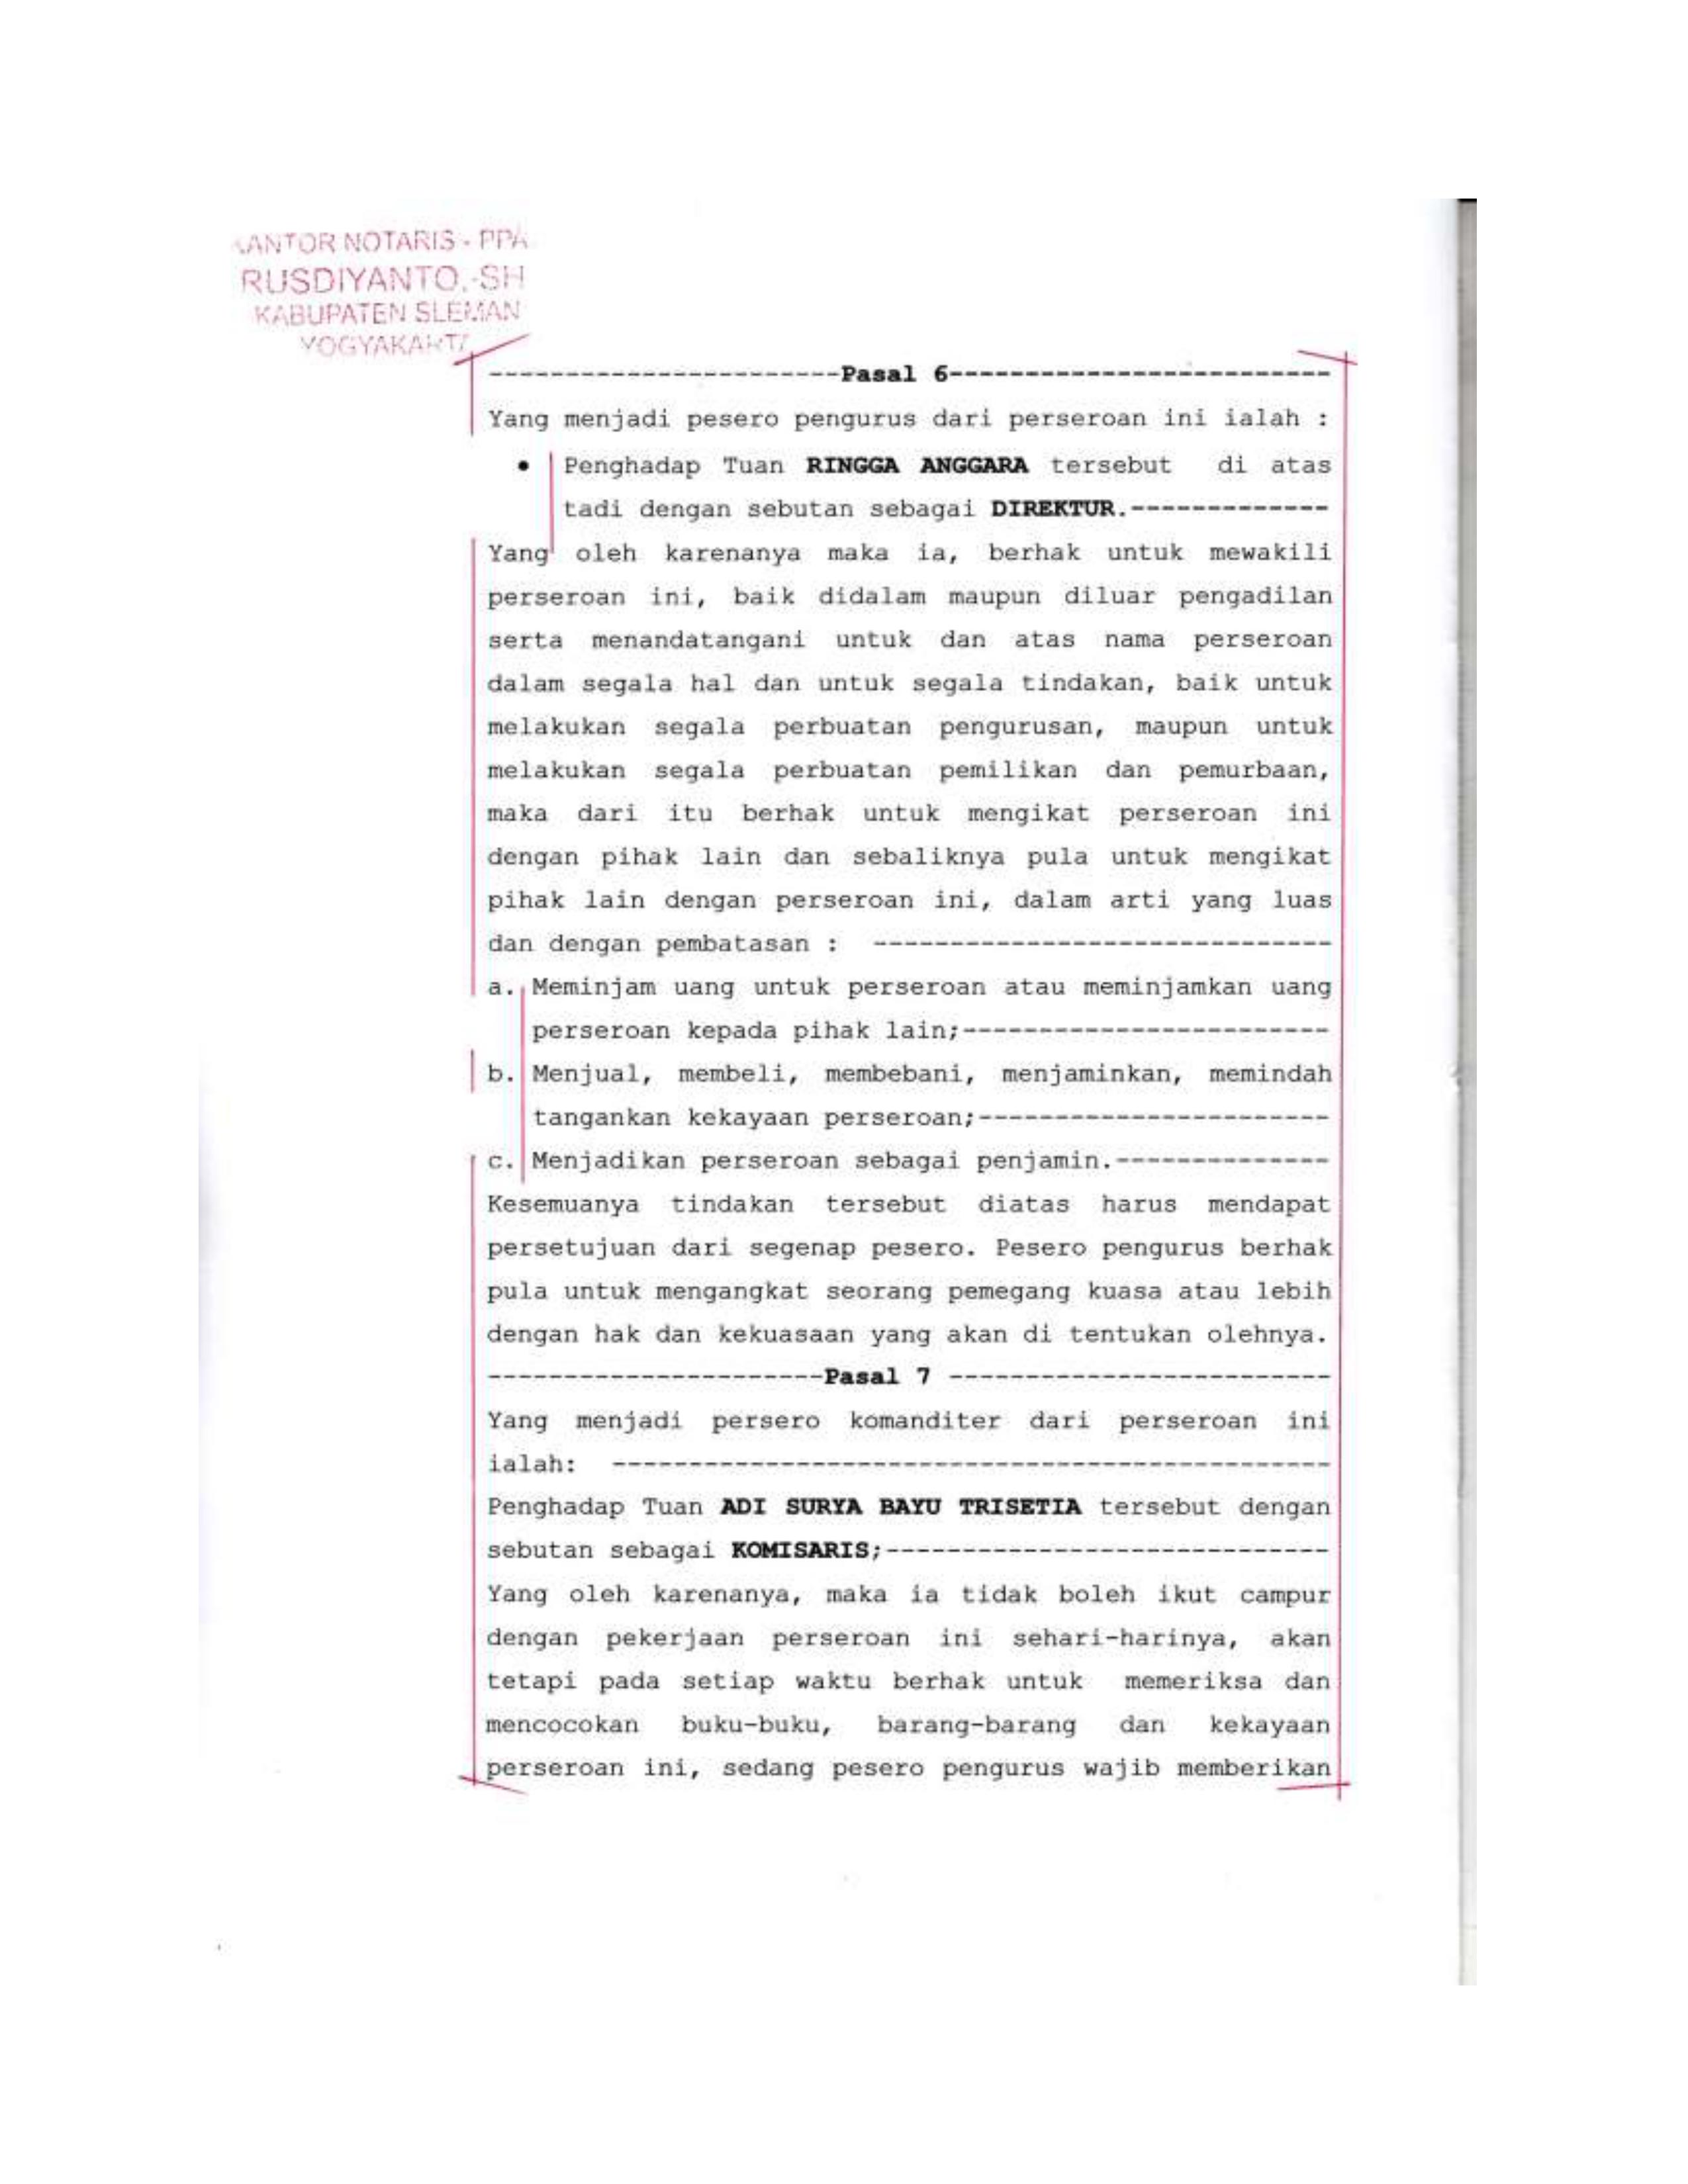 KANTOR NOTARIS - PPA
RUSDIYANTO, SH
KABUPATEN SLEMAN
YOGYAKARTA
-----------------------Pasal 6-------------------------
Yang menjadi pesero pengurus dari perseroan ini ialah :
• Penghadap Tuan RINGGA ANGGARA tersebut di atas
tadi dengan sebutan sebagai DIREKTUR.-------------
Yang oleh karenanya maka ia, berhak untuk mewakili
perseroan ini, baik didalam maupun diluar pengadilan
serta menandatangani untuk dan atas nama perseroan
dalam segala hal dan untuk segala tindakan, baik untuk
melakukan segala perbuatan pengurusan, maupun untuk
melakukan segala perbuatan pemilikan dan pemurbaan,
maka dari itu berhak untuk mengikat perseroan ini
dengan pihak lain dan sebaliknya pula untuk mengikat
pihak lain dengan perseroan ini, dalam arti yang luas
dan dengan pembatasan : ------------------------------
a. Meminjam uang untuk perseroan atau meminjamkan uang
perseroan kepada pihak lain;------------------------
b. Menjual, membeli, membebani, menjaminkan, memindah
tangankan kekayaan perseroan;-----------------------
c. Menjadikan perseroan sebagai penjamin.--------------
Kesemuanya tindakan tersebut diatas harus mendapat
persetujuan dari segenap pesero. Pesero pengurus berhak
pula untuk mengangkat seorang pemegang kuasa atau lebih
dengan hak dan kekuasaan yang akan di tentukan olehnya.
----------------------Pasal 7 -------------------------
Yang menjadi persero komanditer dari perseroan ini
ialah: -----------------------------------------------
Penghadap Tuan ADI SURYA BAYU TRISETIA tersebut dengan
sebutan sebagai KOMISARIS;-----------------------------
Yang oleh karenanya, maka ia tidak boleh ikut campur
dengan pekerjaan perseroan ini sehari-harinya, akan
tetapi pada setiap waktu berhak untuk memeriksa dan
mencocokan buku-buku, barang-barang dan kekayaan
perseroan ini, sedang pesero pengurus wajib memberikan